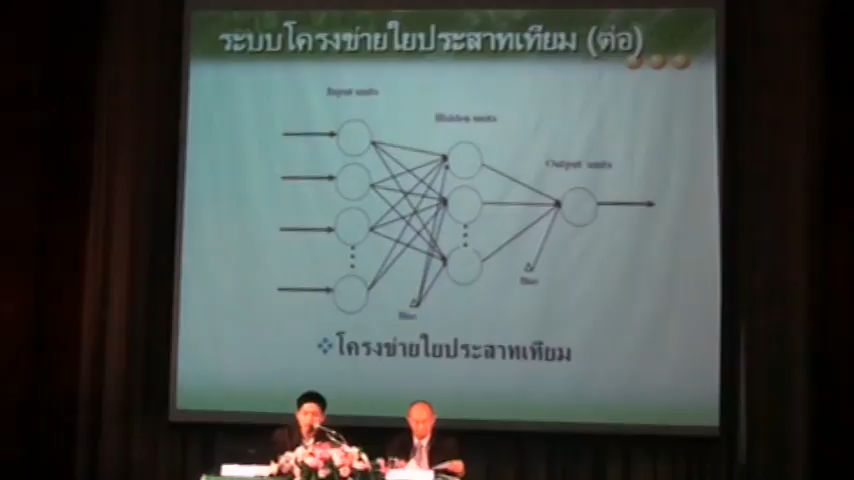 ระบบโครงข่ายใยประสาทเทียม (ต่อ)
Input units
Hidden units
Output units
Bias
Bias
โครงข่ายใยประสาทเทียม